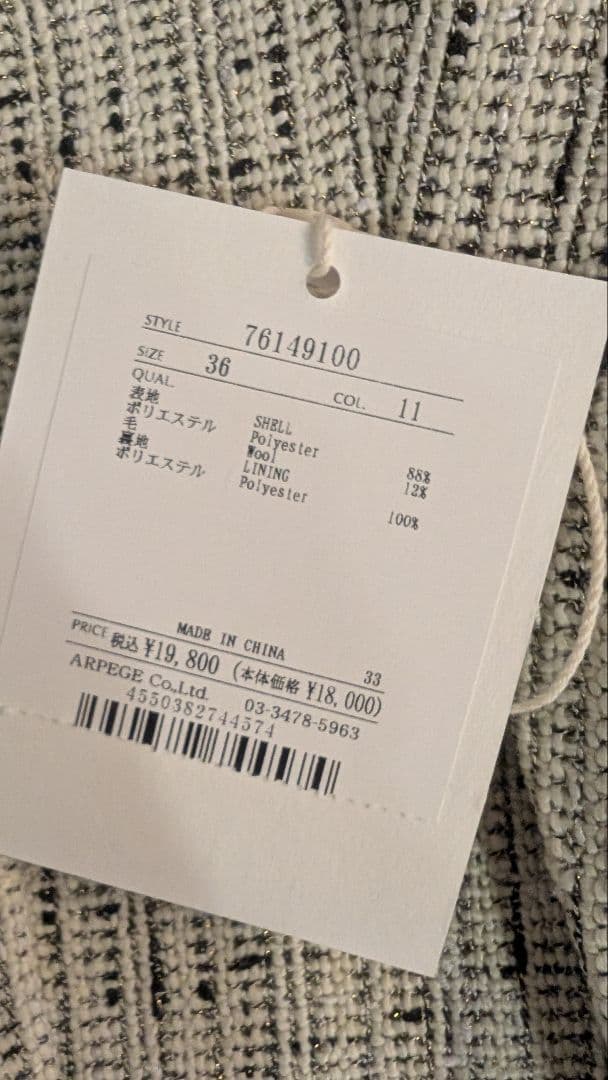 STYLE 76149100
SIZE 36 COL. 11
QUAL.
表地 SHELL
ポリエステル Polyester 88%
毛 Wool 12%
裏地 LINING
ポリエステル Polyester 100%
MADE IN CHINA 33
PRICE 税込 ¥19,800 (本体価格 ¥18,000)
ARPEGE Co.,Ltd. 03-3478-5963
4550382744574